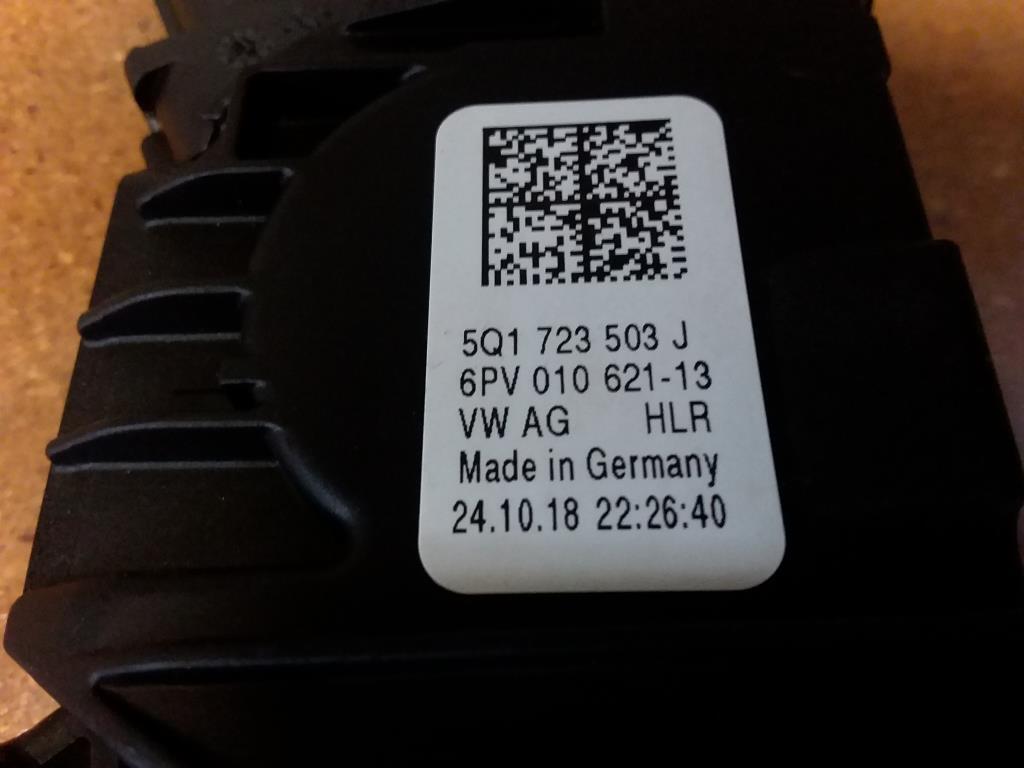 5Q1 723 503 J
6PV 010 621-13
VW AG HLR
Made in Germany
24.10.18 22:26:40